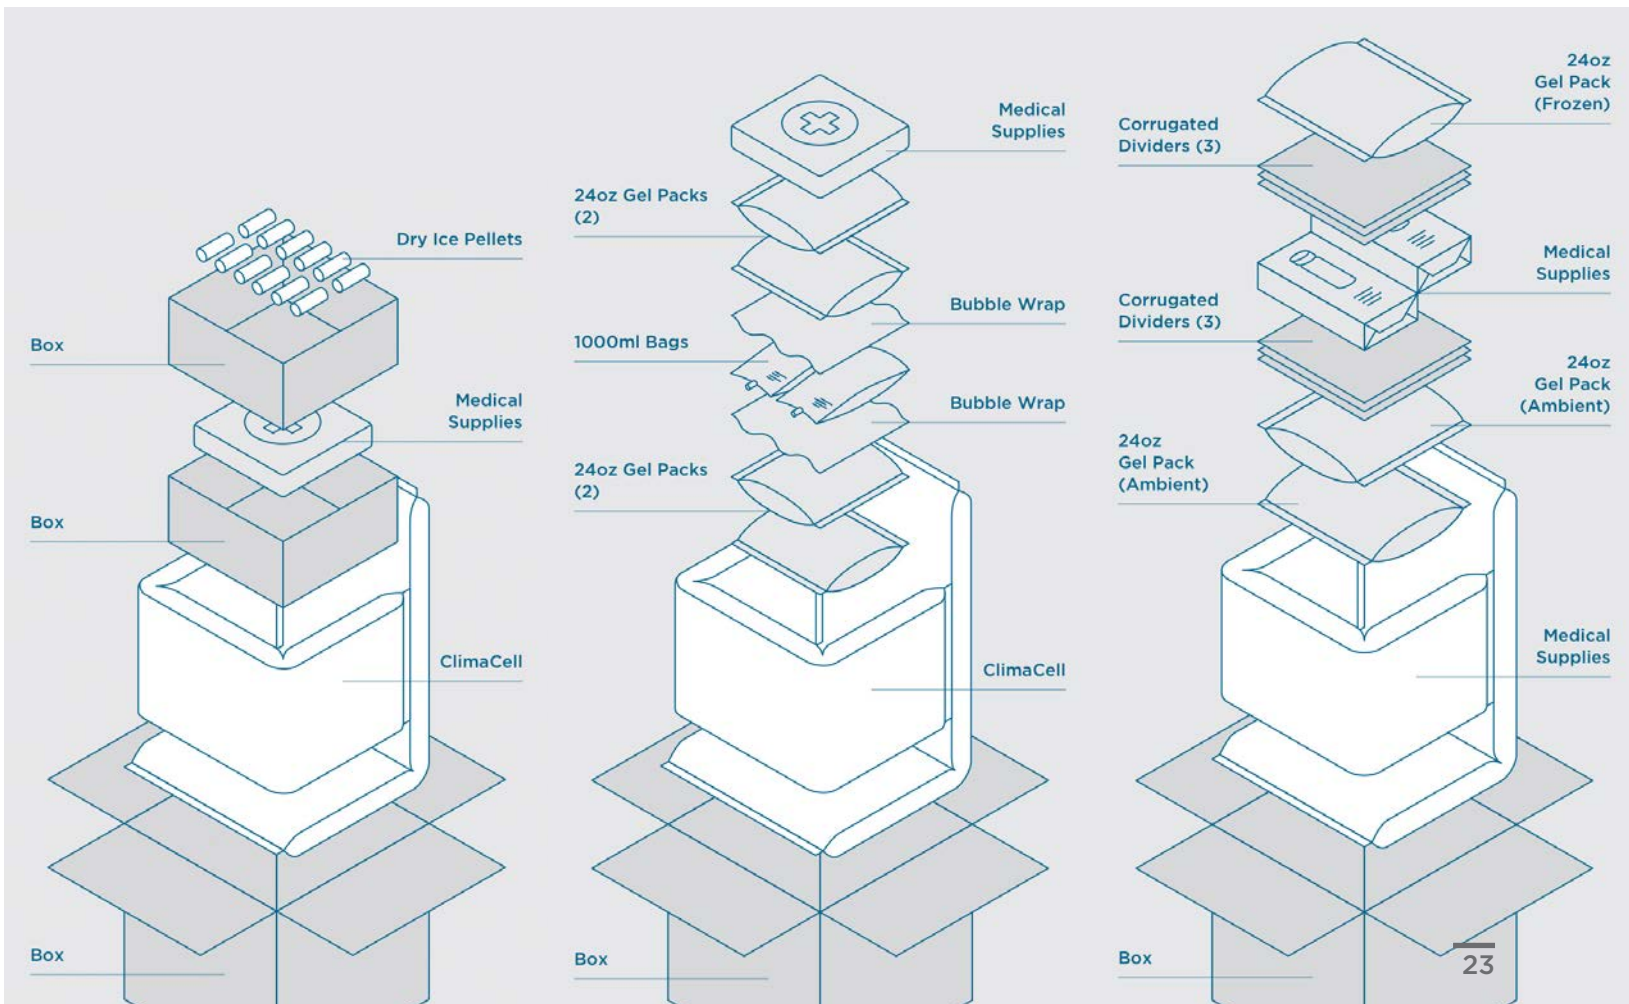 Dry Ice Pellets
Box
Medical
Supplies
Box
ClimaCell
Box
Medical
Supplies
24oz Gel Packs
(2)
Bubble Wrap
1000ml Bags
Bubble Wrap
24oz Gel Packs
(2)
ClimaCell
Box
24oz
Gel Pack
(Frozen)
Corrugated
Dividers (3)
Medical
Supplies
Corrugated
Dividers (3)
24oz
Gel Pack
(Ambient)
24oz
Gel Pack
(Ambient)
Medical
Supplies
Box
23